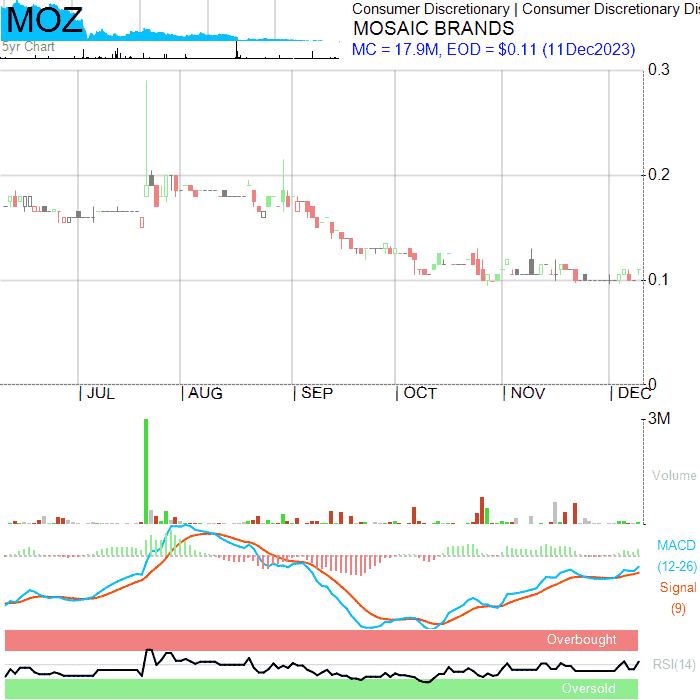 MOZ
5yr Chart
Consumer Discretionary | Consumer Discretionary Dis
MOSAIC BRANDS
MC = 17.9M, EOD = $0.11 (11Dec2023)
0.3
0.2
0.1
0
| JUL | AUG | SEP | OCT | NOV | DEC
3M
Volume
MACD
(12-26)
Signal
(9)
Overbought
RSI(14)
Oversold